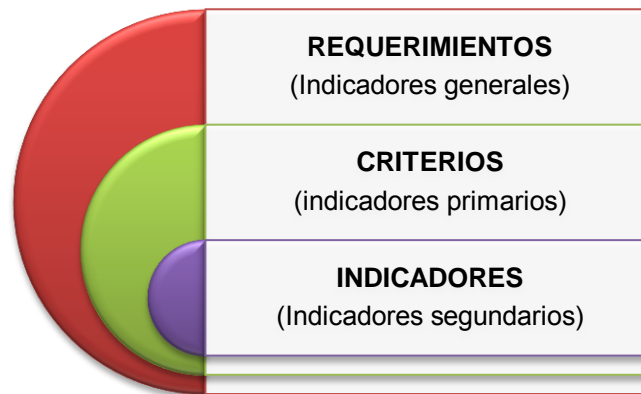 REQUERIMIENTOS
(Indicadores generales)
CRITERIOS
(indicadores primarios)
INDICADORES
(Indicadores segundarios)